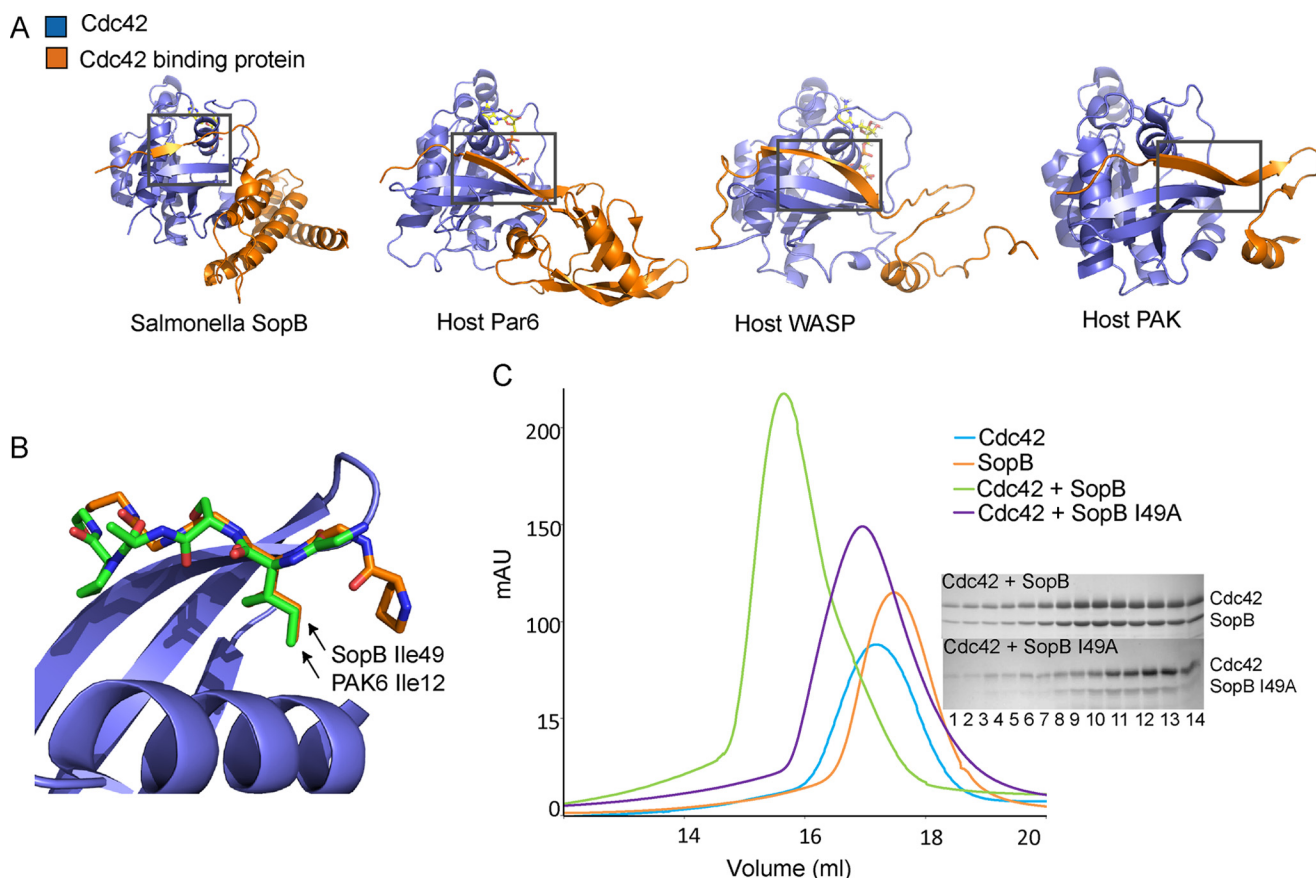 A
Cdc42
Cdc42 binding protein
Salmonella SopB
Host Par6
Host WASP
Host PAK
B
SopB Ile49
PAK6 Ile12
C
200
150
100
15
0
mAU
14 16 18 20
Volume (ml)
Cdc42
SopB
Cdc42 + SopB
Cdc42 + SopB I49A
Cdc42 + SopB
Cdc42
SopB
Cdc42 + SopB I49A
Cdc42
SopB I49A
1 2 3 4 5 6 7 8 9 10 11 12 13 14